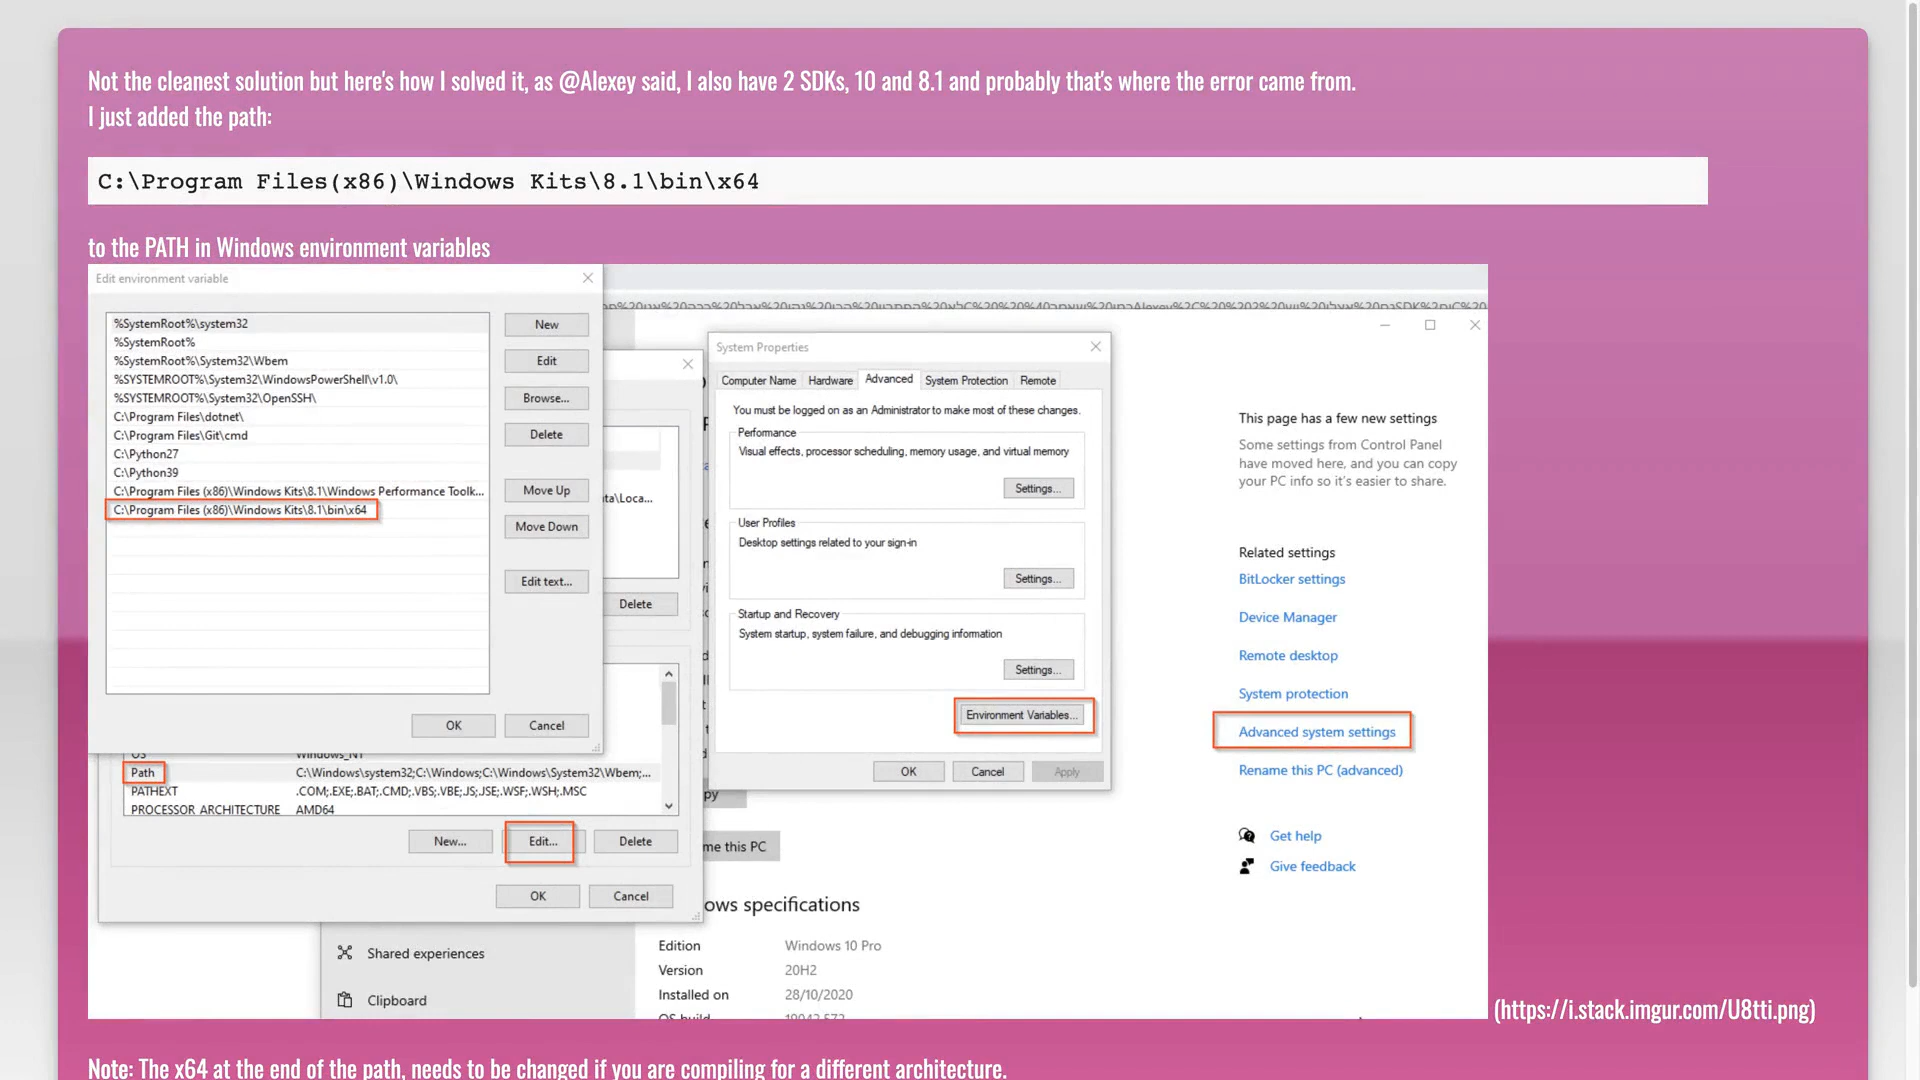 Not the cleanest solution but here's how I solved it, as @Alexey said, I also have 2 SDKs, 10 and 8.1 and probably that's where the error came from.
I just added the path:
C:\Program Files(x86)\Windows Kits\8.1\bin\x64
to the PATH in Windows environment variables
Edit environment variable
%SystemRoot%\system32
%SystemRoot%
%SystemRoot%\System32\Wbem
%SYSTEMROOT%\System32\WindowsPowerShell\v1.0\
%SYSTEMROOT%\System32\OpenSSH\
C:\Program Files\dotnet\
C:\Program Files\Git\cmd
C:\Python27
C:\Python39
C:\Program Files (x86)\Windows Kits\8.1\Windows Performance Toolk...
C:\Program Files (x86)\Windows Kits\8.1\bin\x64
New
Edit
Browse...
Delete
Move Up
Move Down
Edit text...
OK
Cancel
ta\Loca...
Delete
Windows_NT
Path
C:\Windows\system32;C:\Windows;C:\Windows\System32\Wbem;...
PATHEXT
.COM;.EXE;.BAT;.CMD;.VBS;.VBE;.JS;.JSE;.WSF;.WSH;.MSC
PROCESSOR_ARCHITECTURE
AMD64
New...
Edit...
Delete
OK
Cancel
System Properties
Computer Name
Hardware
Advanced
System Protection
Remote
You must be logged on as an Administrator to make most of these changes.
Performance
Visual effects, processor scheduling, memory usage, and virtual memory
Settings...
User Profiles
Desktop settings related to your sign-in
Settings...
Startup and Recovery
System startup, system failure, and debugging information
Settings...
Environment Variables...
OK
Cancel
Apply
py
me this PC
ows specifications
Edition
Windows 10 Pro
Version
20H2
Installed on
28/10/2020
OS build
19042.572
Shared experiences
Clipboard
This page has a few new settings
Some settings from Control Panel
have moved here, and you can copy
your PC info so it's easier to share.
Related settings
BitLocker settings
Device Manager
Remote desktop
System protection
Advanced system settings
Rename this PC (advanced)
Get help
Give feedback
(https://i.stack.imgur.com/U8tti.png)
Note: The x64 at the end of the path, needs to be changed if you are compiling for a different architecture.